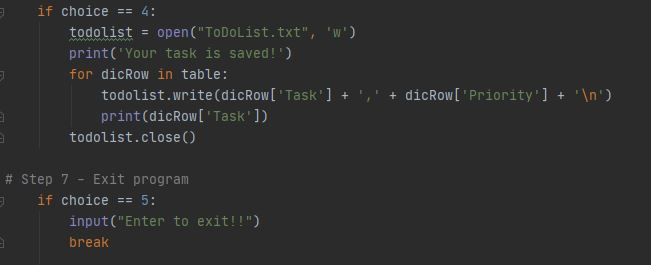 if choice == 4:
todolist = open("ToDoList.txt", 'w')
print('Your task is saved!')
for dicRow in table:
todolist.write(dicRow['Task'] + ',' + dicRow['Priority'] + '\n')
print(dicRow['Task'])
todolist.close()
# Step 7 - Exit program
if choice == 5:
input("Enter to exit!!")
break